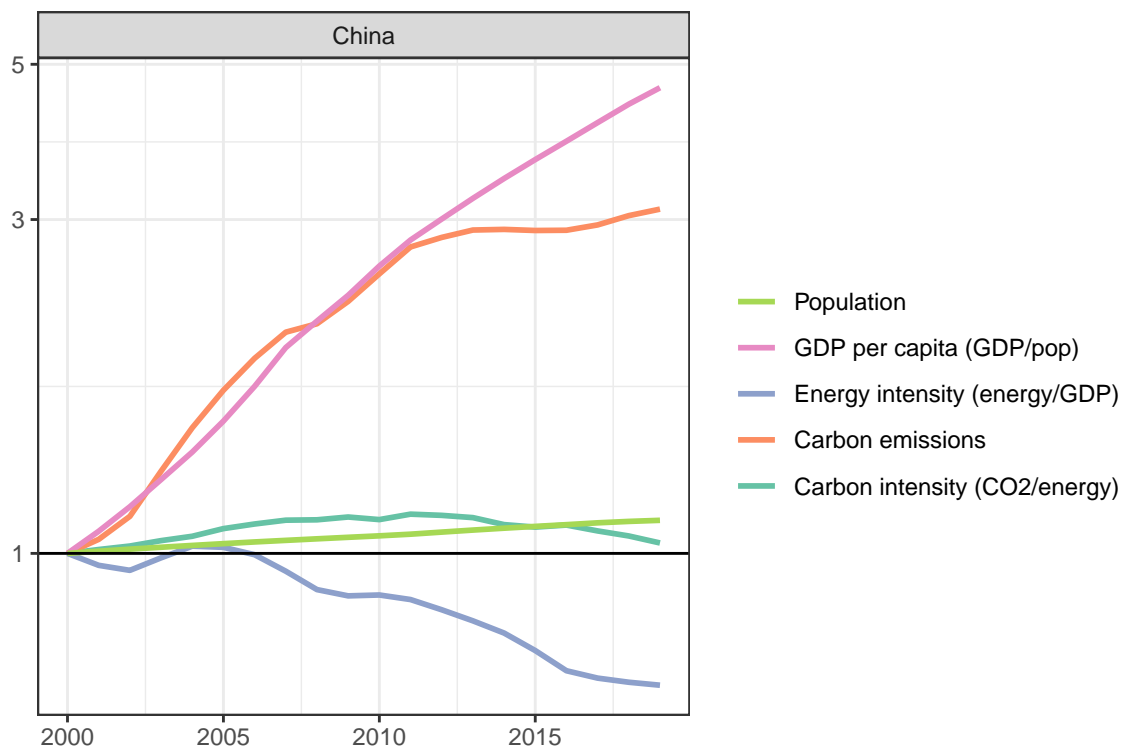 China
5
3
1
2000 2005 2010 2015
Population
GDP per capita (GDP/pop)
Energy intensity (energy/GDP)
Carbon emissions
Carbon intensity (CO2/energy)